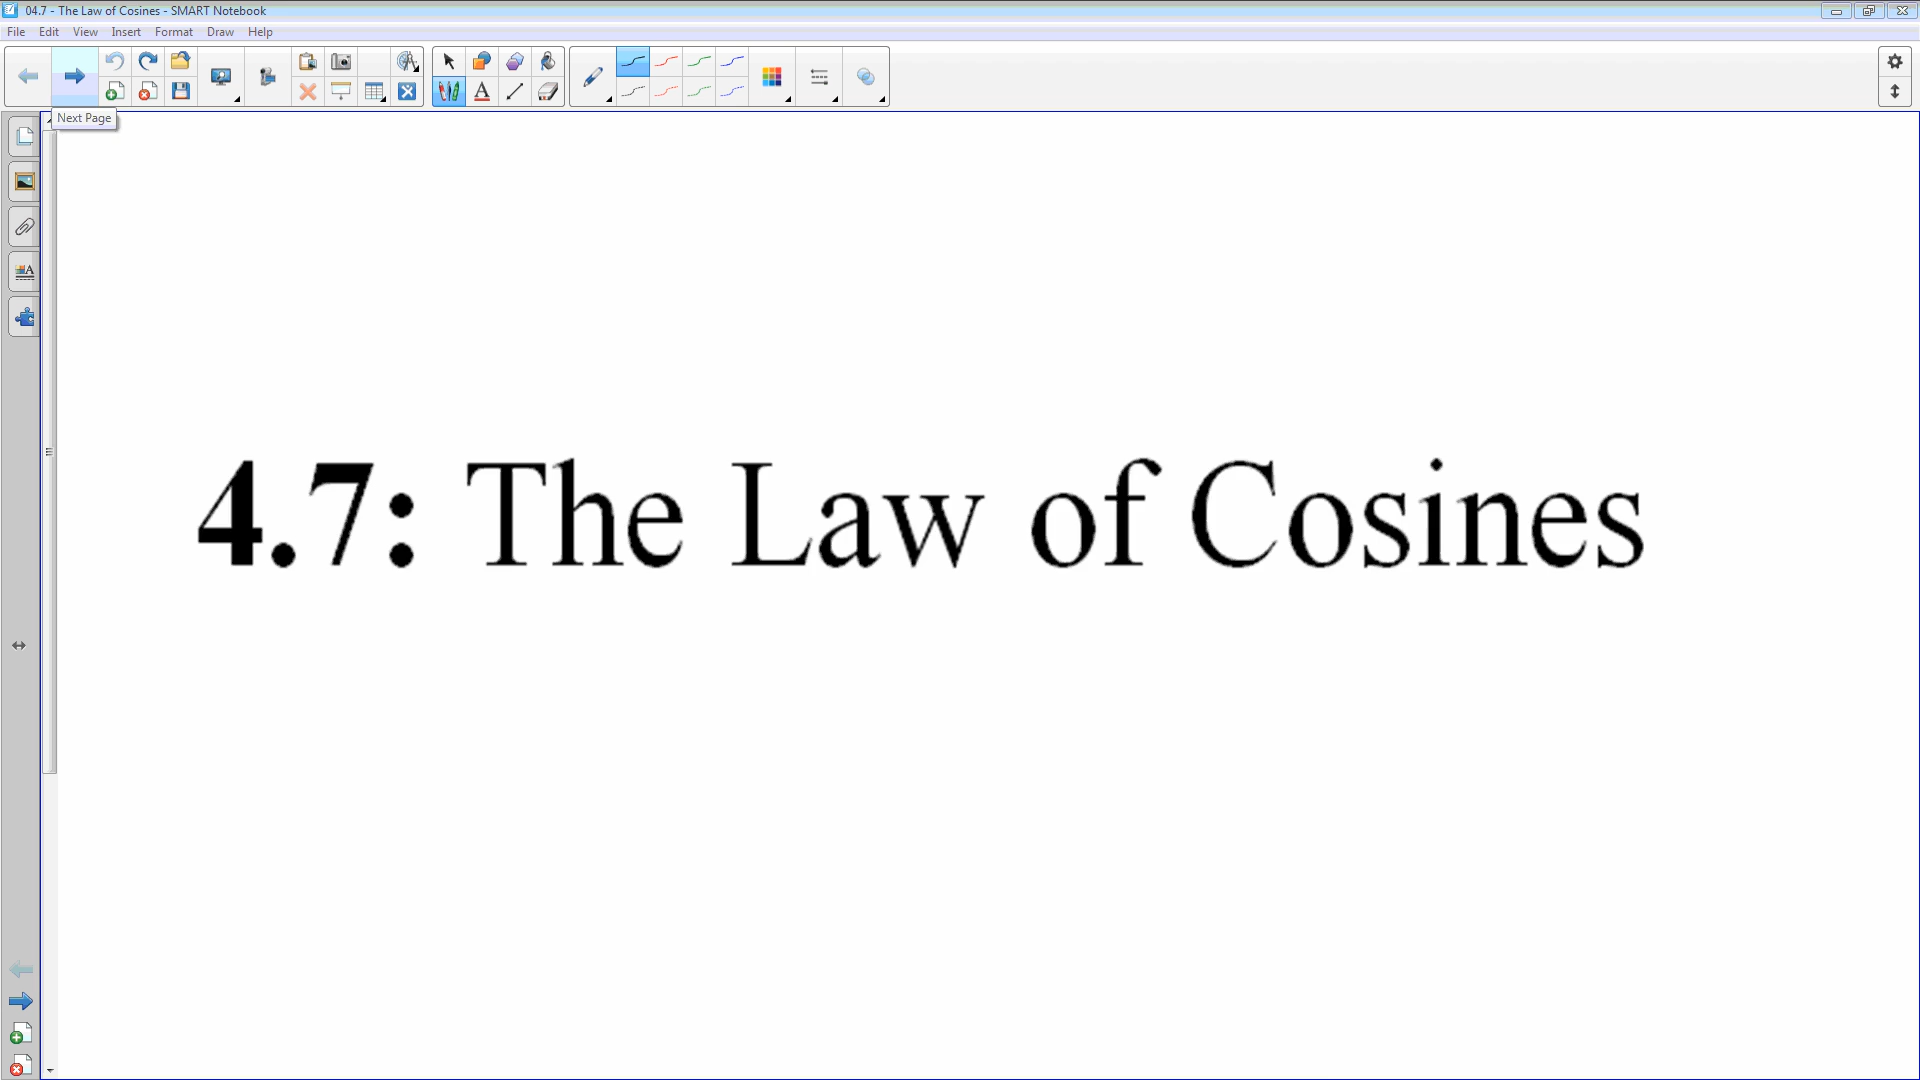 04.7 - The Law of Cosines - SMART Notebook
File Edit View Insert Format Draw Help
Next Page
4.7: The Law of Cosines